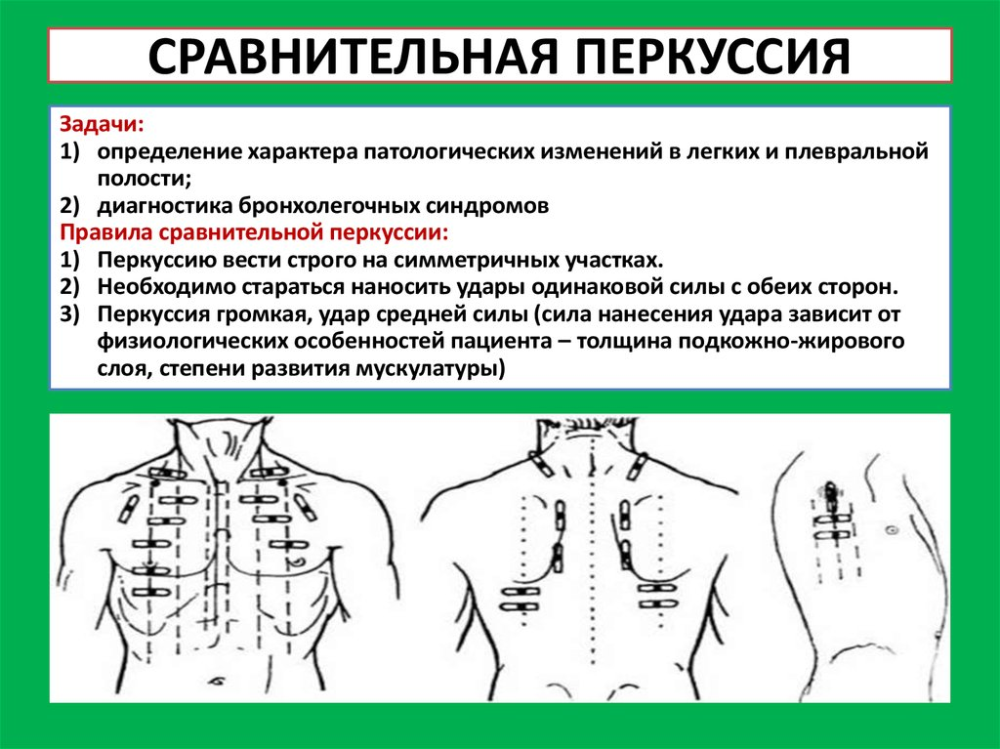 СРАВНИТЕЛЬНАЯ ПЕРКУССИЯ
Задачи:
1) определение характера патологических изменений в легких и плевральной
полости;
2) диагностика бронхолегочных синдромов
Правила сравнительной перкуссии:
1) Перкуссию вести строго на симметричных участках.
2) Необходимо стараться наносить удары одинаковой силы с обеих сторон.
3) Перкуссия громкая, удар средней силы (сила нанесения удара зависит от
физиологических особенностей пациента – толщина подкожно-жирового
слоя, степени развития мускулатуры)